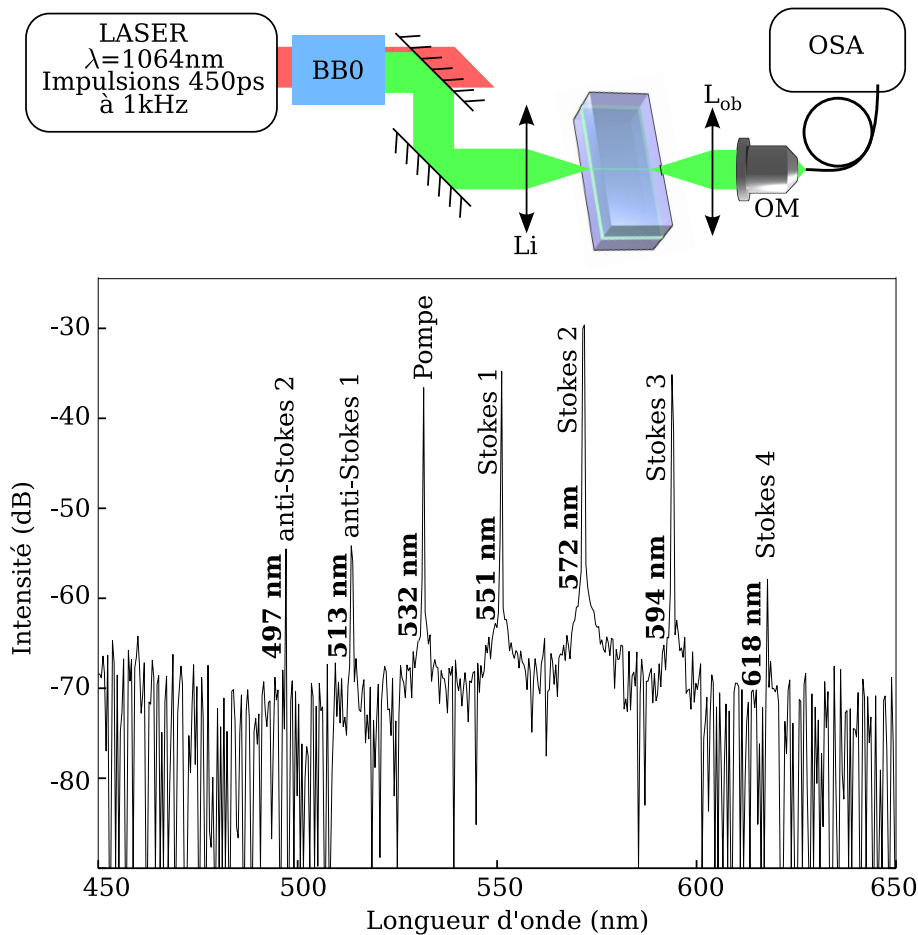 LASER
λ=1064nm
Impulsions 450ps
à 1kHz
BB0
OSA
Lob
OM
Li
-30
-40
-50
-60
-70
-80
Intensité (dB)
497 nm anti-Stokes 2
513 nm anti-Stokes 1
532 nm Pompe
551 nm Stokes 1
572 nm Stokes 2
594 nm Stokes 3
618 nm Stokes 4
450 500 550 600 650
Longueur d'onde (nm)